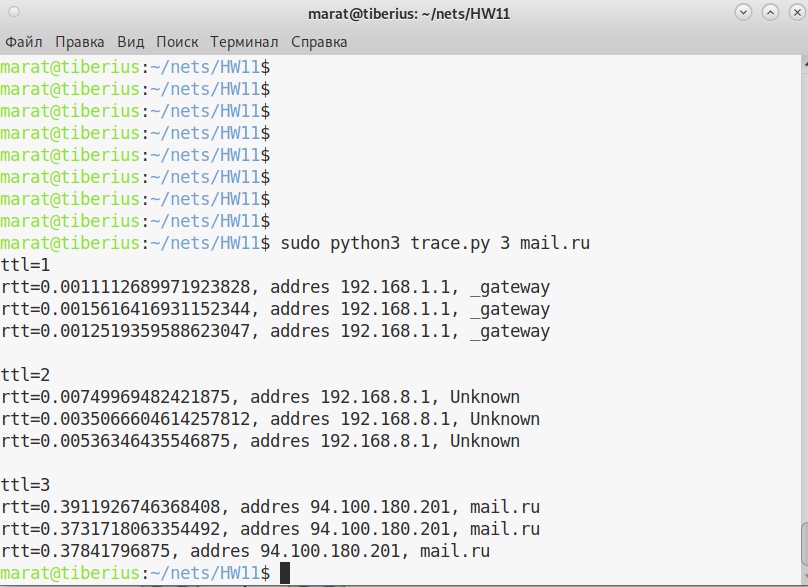 marat@tiberius: ~/nets/HW11
Файл Правка Вид Поиск Терминал Справка
marat@tiberius:~/nets/HW11$
marat@tiberius:~/nets/HW11$
marat@tiberius:~/nets/HW11$
marat@tiberius:~/nets/HW11$
marat@tiberius:~/nets/HW11$
marat@tiberius:~/nets/HW11$
marat@tiberius:~/nets/HW11$
marat@tiberius:~/nets/HW11$
marat@tiberius:~/nets/HW11$ sudo python3 trace.py 3 mail.ru
ttl=1
rtt=0.0011112689971923828, addres 192.168.1.1, _gateway
rtt=0.0015616416931152344, addres 192.168.1.1, _gateway
rtt=0.0012519359588623047, addres 192.168.1.1, _gateway
ttl=2
rtt=0.00749969482421875, addres 192.168.8.1, Unknown
rtt=0.0035066604614257812, addres 192.168.8.1, Unknown
rtt=0.00536346435546875, addres 192.168.8.1, Unknown
ttl=3
rtt=0.3911926746368408, addres 94.100.180.201, mail.ru
rtt=0.3731718063354492, addres 94.100.180.201, mail.ru
rtt=0.37841796875, addres 94.100.180.201, mail.ru
marat@tiberius:~/nets/HW11$